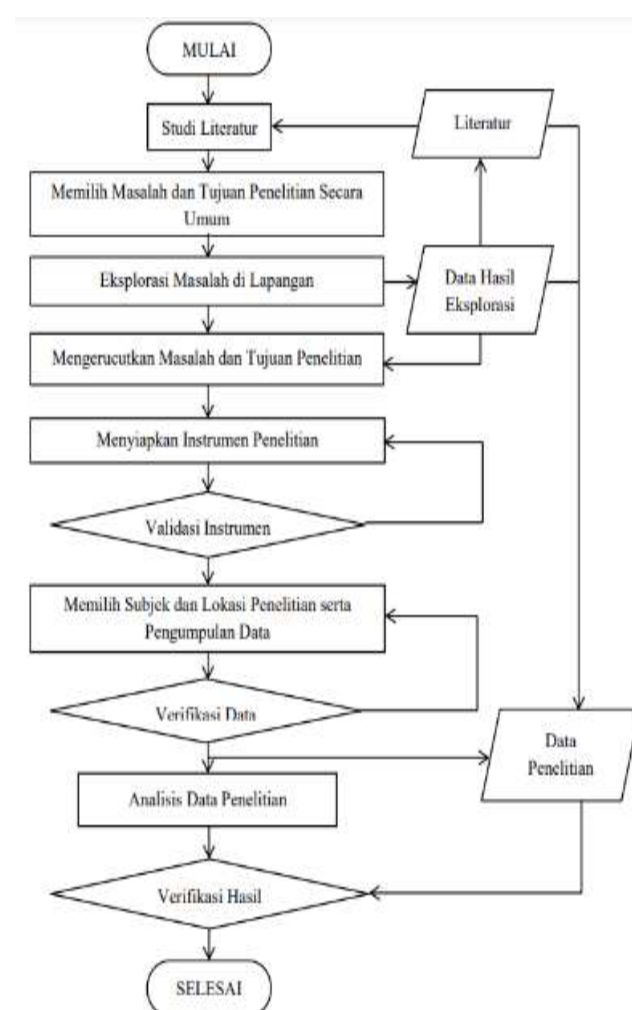 MULAI
Studi Literatur
Literatur
Memilih Masalah dan Tujuan Penelitian Secara
Umum
Eksplorasi Masalah di Lapangan
Data Hasil
Eksplorasi
Mengerucutkan Masalah dan Tujuan Penelitian
Menyiapkan Instrumen Penelitian
Validasi Instrumen
Memilih Subjek dan Lokasi Penelitian serta
Pengumpulan Data
Verifikasi Data
Data
Penelitian
Analisis Data Penelitian
Verifikasi Hasil
SELESAI